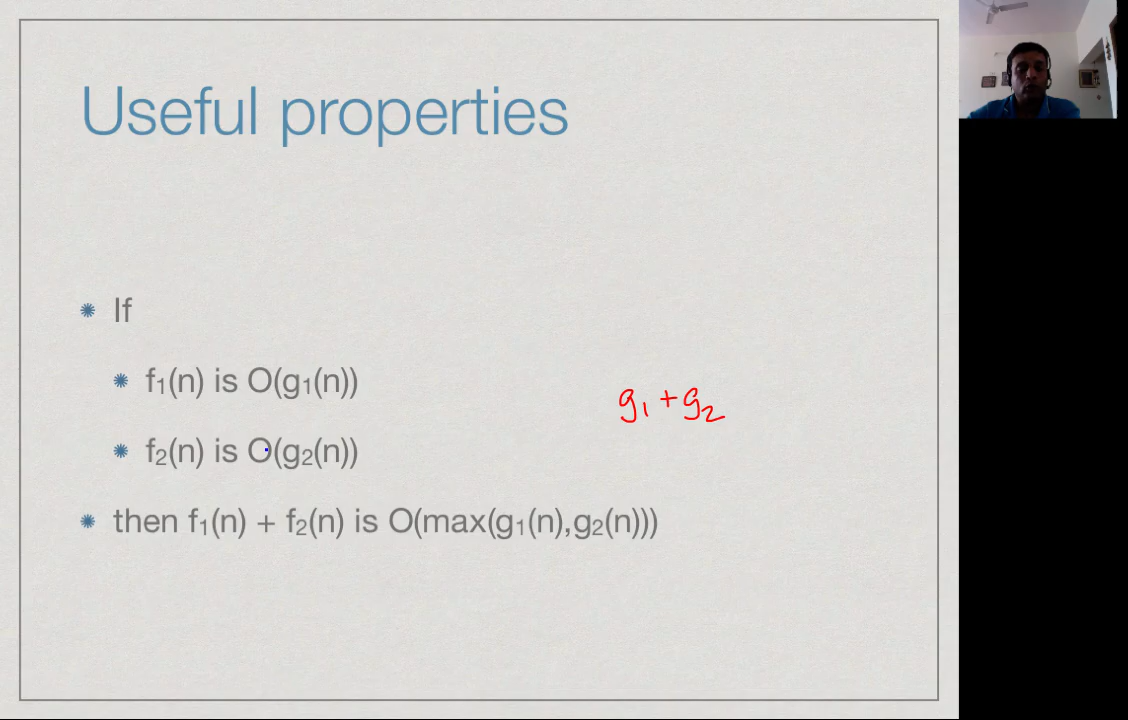 Useful properties
If
f₁(n) is O(g₁(n))
g₁ + g₂
f₂(n) is O(g₂(n))
then f₁(n) + f₂(n) is O(max(g₁(n),g₂(n)))